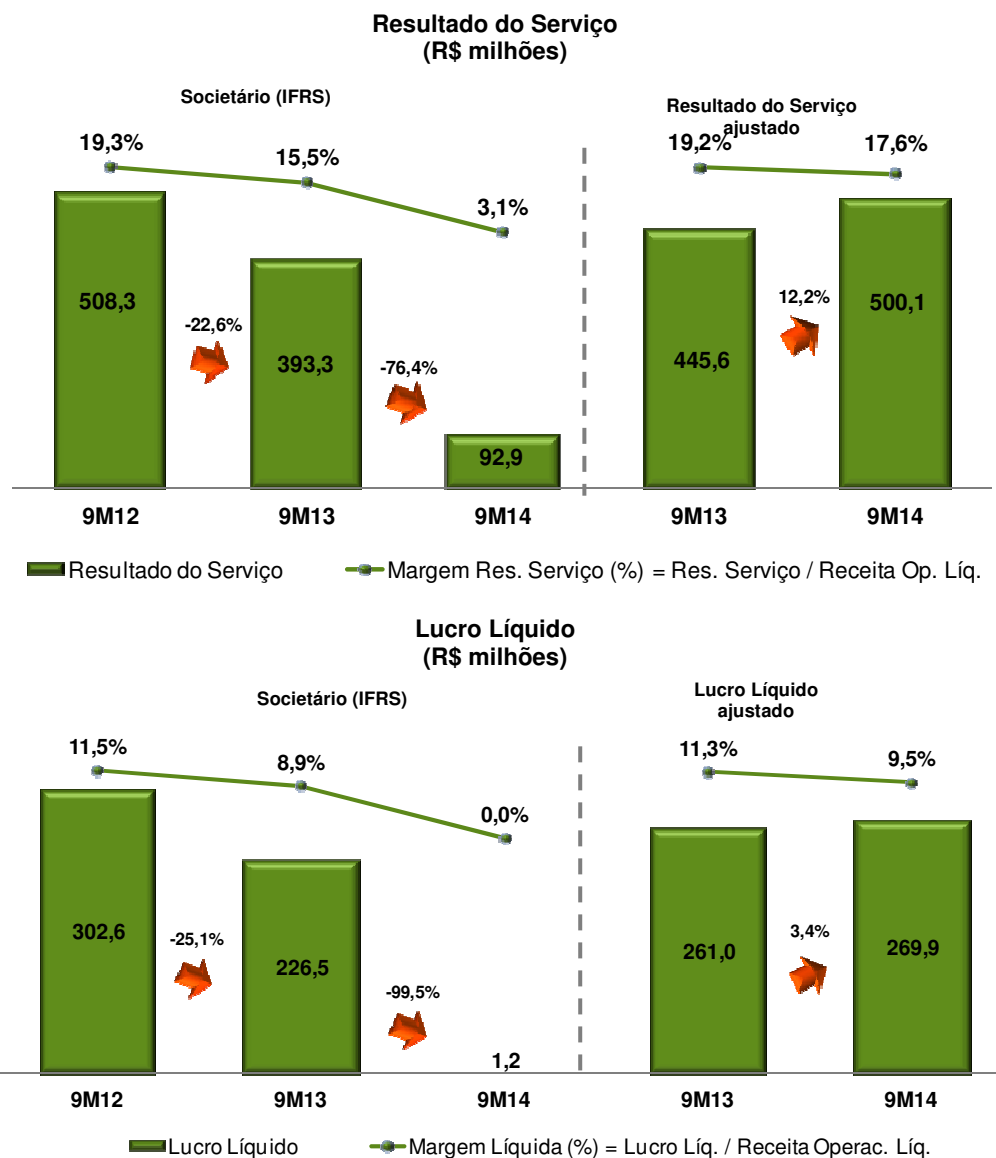 Resultado do Serviço
(R$ milhões)
Societário (IFRS)
Resultado do Serviço
ajustado
19,3%
15,5%
3,1%
19,2%
17,6%
508,3
-22,6%
393,3
-76,4%
92,9
445,6
12,2%
500,1
9M12
9M13
9M14
9M13
9M14
Resultado do Serviço
Margem Res. Serviço (%) = Res. Serviço / Receita Op. Líq.
Lucro Líquido
(R$ milhões)
Societário (IFRS)
Lucro Líquido
ajustado
11,5%
8,9%
0,0%
11,3%
9,5%
302,6
-25,1%
226,5
-99,5%
1,2
261,0
3,4%
269,9
9M12
9M13
9M14
9M13
9M14
Lucro Líquido
Margem Líquida (%) = Lucro Líq. / Receita Operac. Líq.